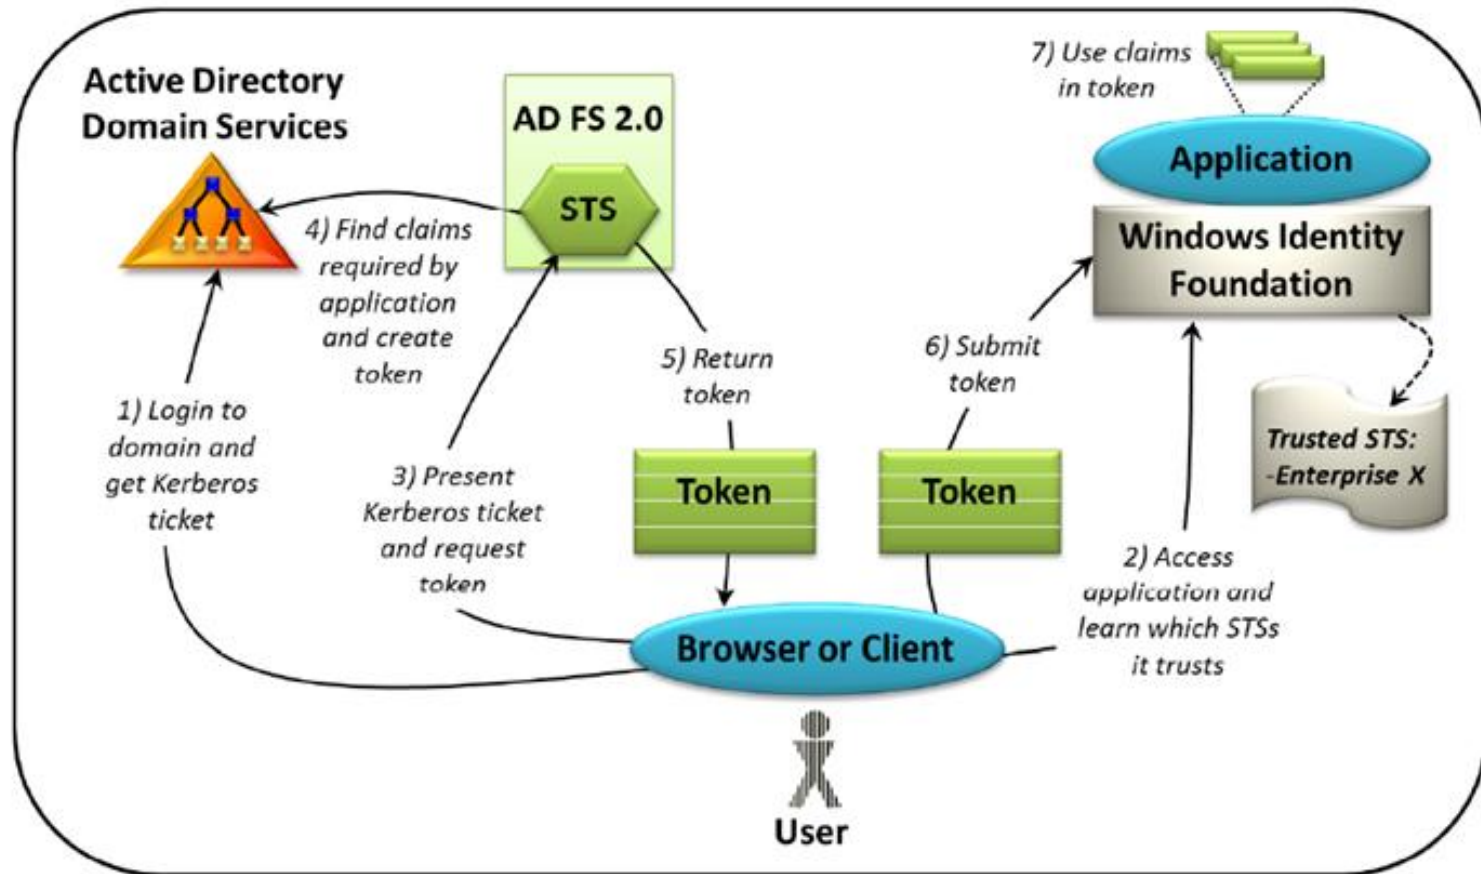 Active Directory
Domain Services
AD FS 2.0
STS
7) Use claims
in token
Application
Windows Identity
Foundation
4) Find claims
required by
application
and create
token
5) Return
token
6) Submit
token
1) Login to
domain and
get Kerberos
ticket
3) Present
Kerberos ticket
and request
token
Token
Token
Trusted STS:
-Enterprise X
2) Access
application and
learn which STSs
it trusts
Browser or Client
User